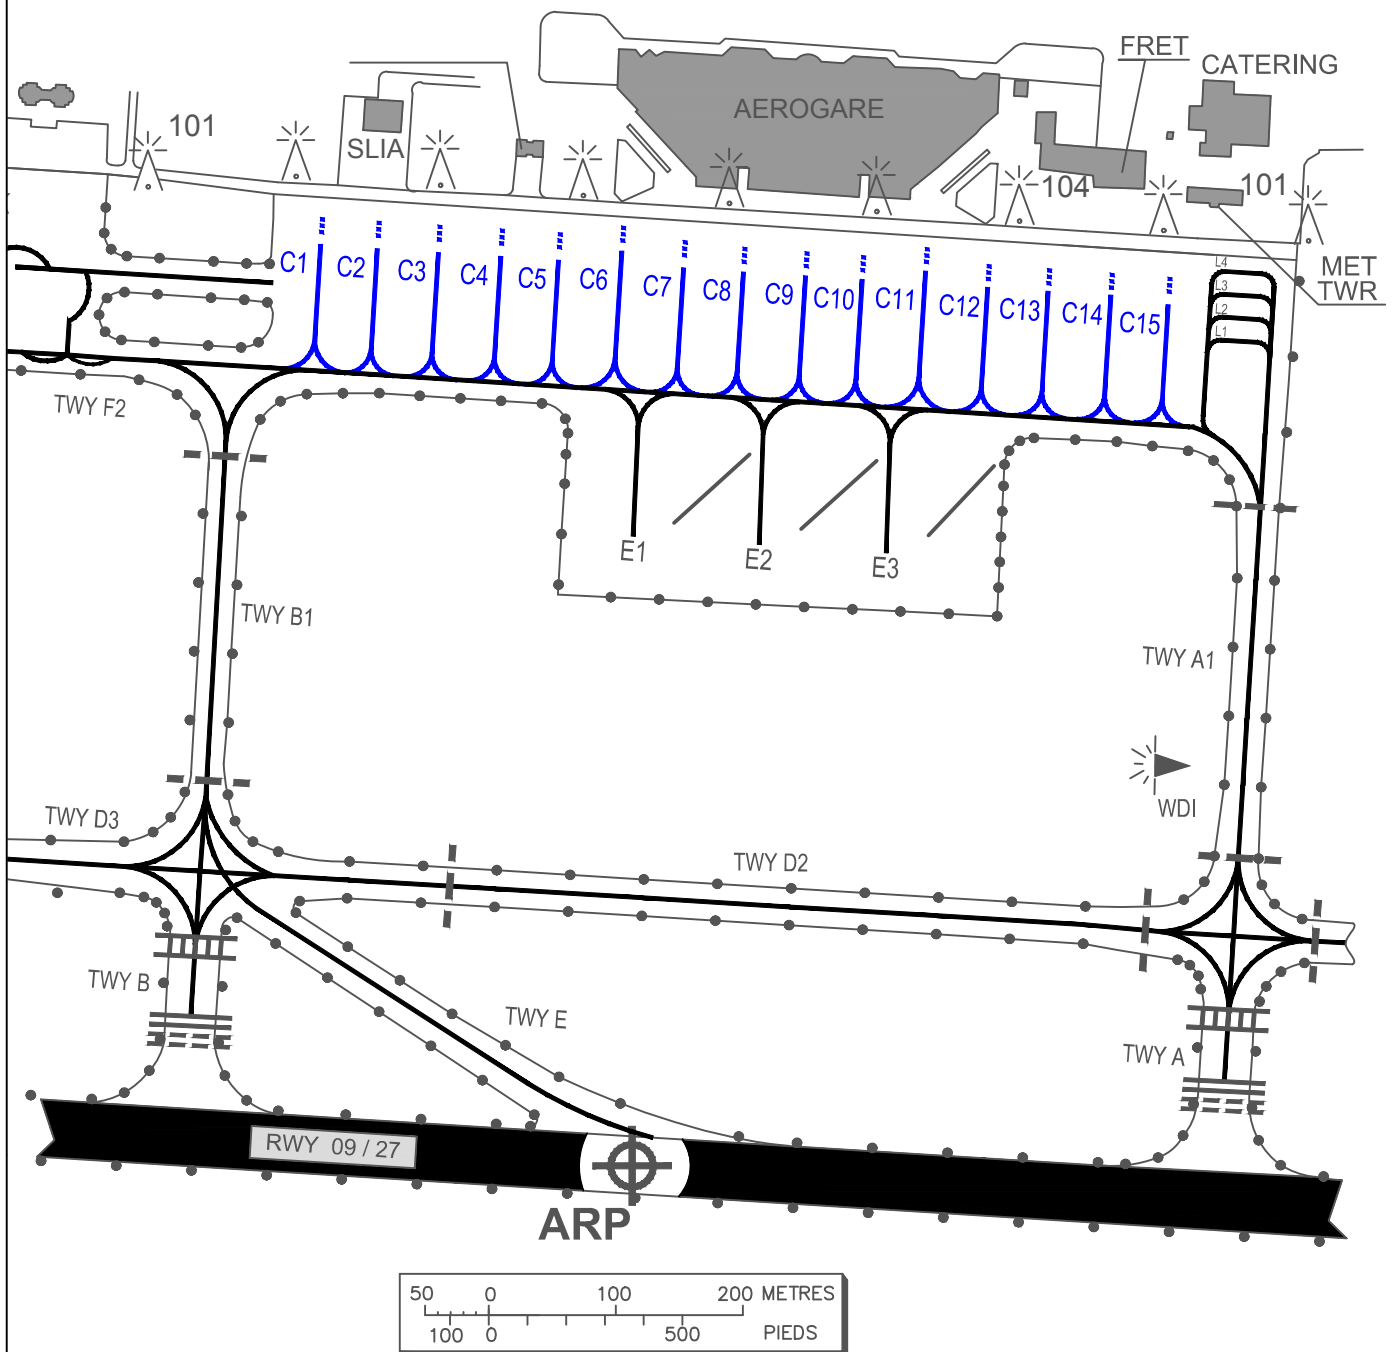 FRET
CATERING
AEROGARE
101
SLIA
104
101
MET
TWR
C1
C2
C3
C4
C5
C6
C7
C8
C9
C10
C11
C12
C13
C14
C15
L4
L3
L2
L1
TWY F2
E1
E2
E3
TWY B1
TWY A1
WDI
TWY D3
TWY D2
TWY B
TWY E
TWY A
RWY 09 / 27
ARP
50 0 100 200 METRES
100 0 500 PIEDS